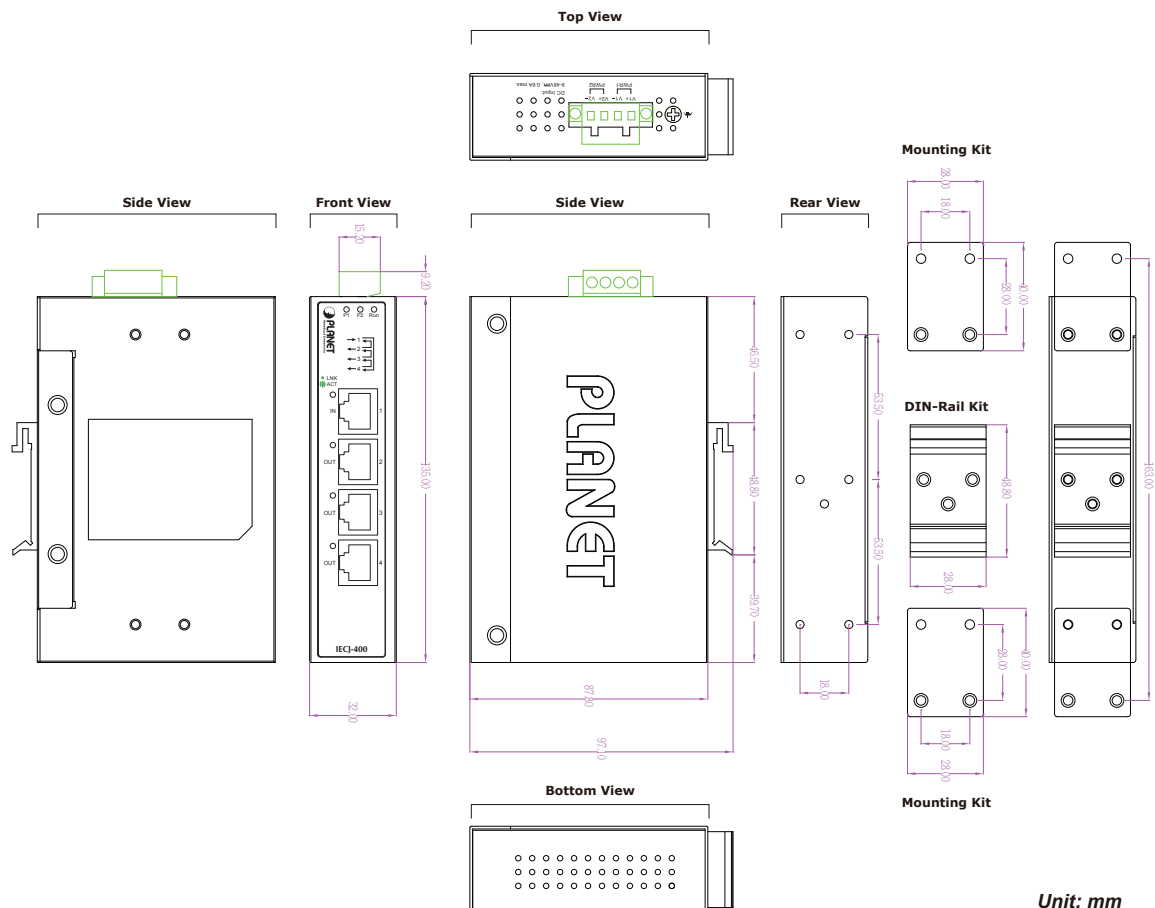 Top View
DC Input:
9-48V⎓, 0.6A max.
PWR2
PWR1
V2- V2+ V1- V1+
Side View
Front View
Side View
Rear View
Mounting Kit
28.00
18.00
28.00
40.00
15.20
9.20
P1 P2 Run
PLANET
1
2
3
4
LNK
ACT
IN 1
OUT 2
OUT 3
OUT 4
IECJ-400
135.00
32.00
PLANET
46.50
48.80
39.70
87.80
97.10
53.50
53.50
18.00
DIN-Rail Kit
48.80
28.00
163.00
28.00
40.00
18.00
28.00
Mounting Kit
Bottom View
Unit: mm